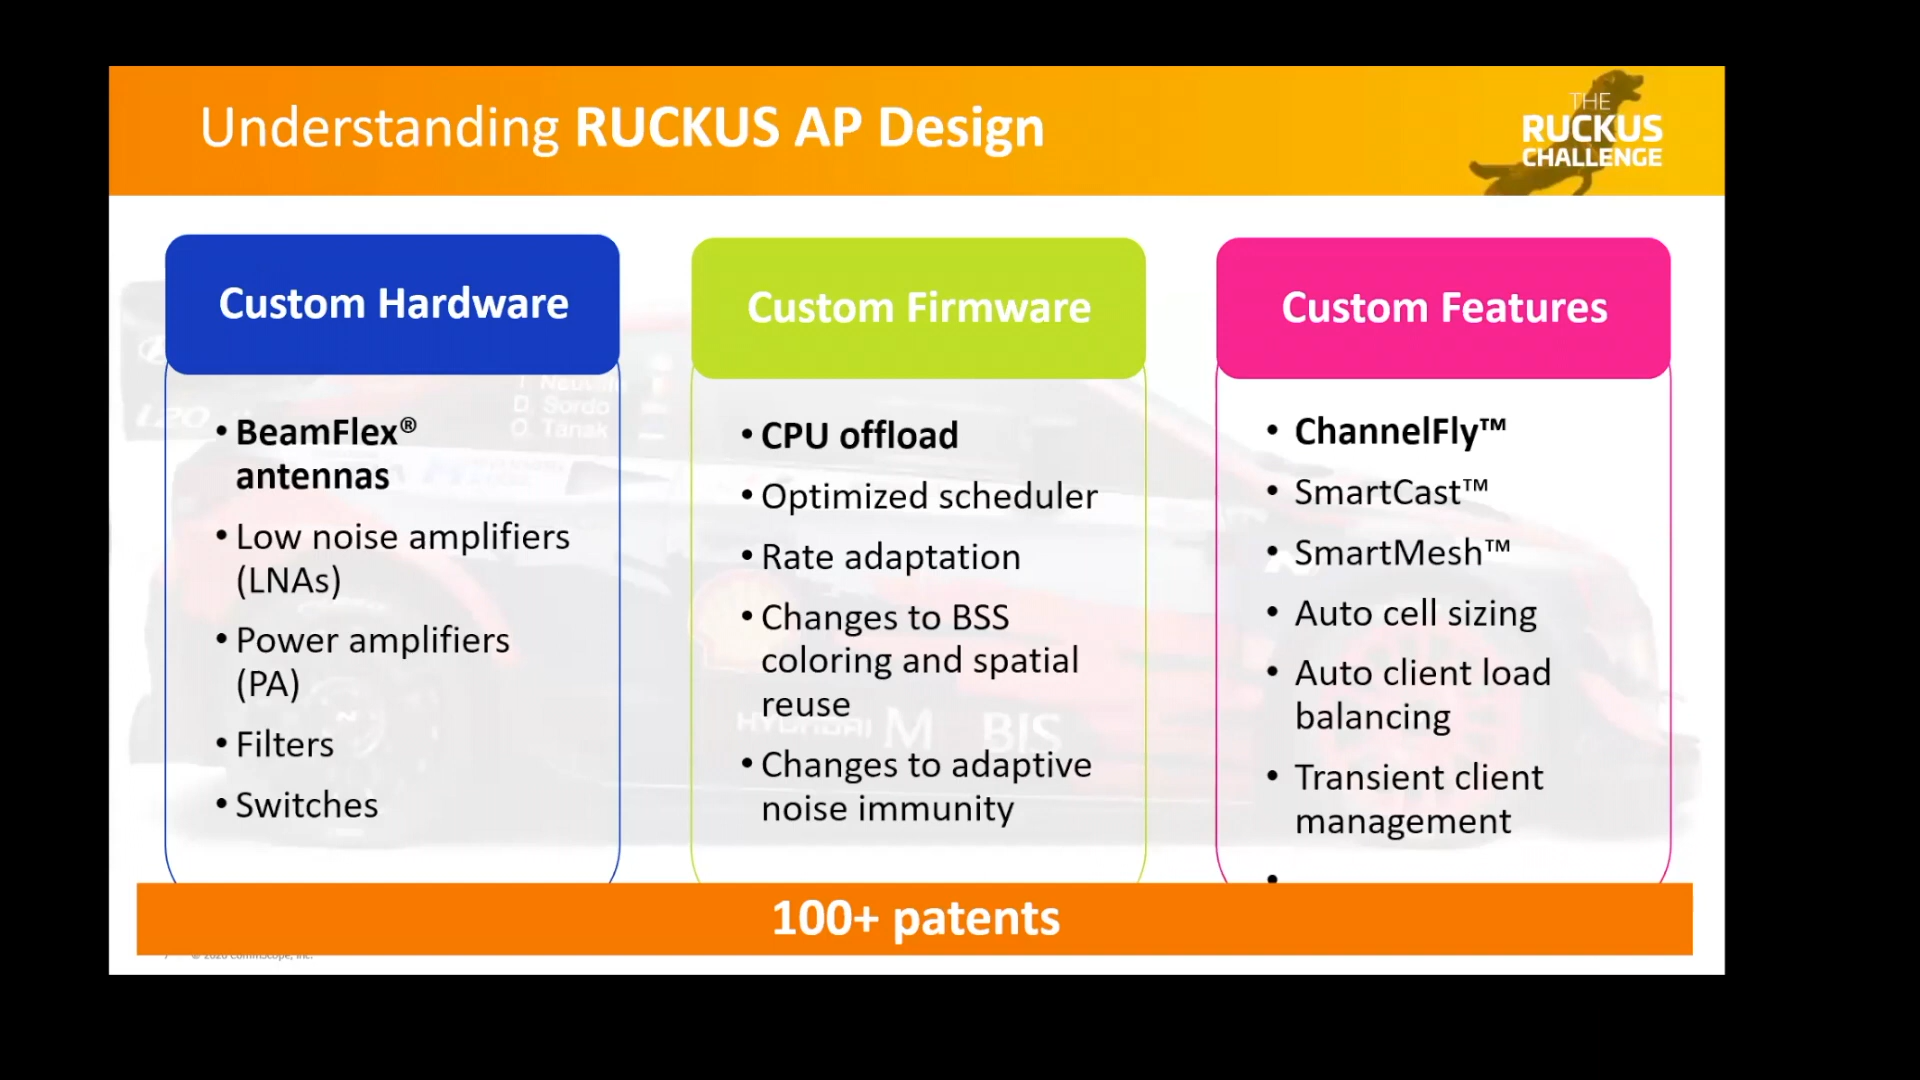 Understanding RUCKUS AP Design
THE
RUCKUS
CHALLENGE
Custom Hardware
• BeamFlex®
antennas
• Low noise amplifiers
(LNAs)
• Power amplifiers
(PA)
• Filters
• Switches
Custom Firmware
• CPU offload
• Optimized scheduler
• Rate adaptation
• Changes to BSS
coloring and spatial
reuse
• Changes to adaptive
noise immunity
Custom Features
• ChannelFly™
• SmartCast™
• SmartMesh™
• Auto cell sizing
• Auto client load
balancing
• Transient client
management
•
D. Sordo
O. Tanak
HYUNDAI
100+ patents